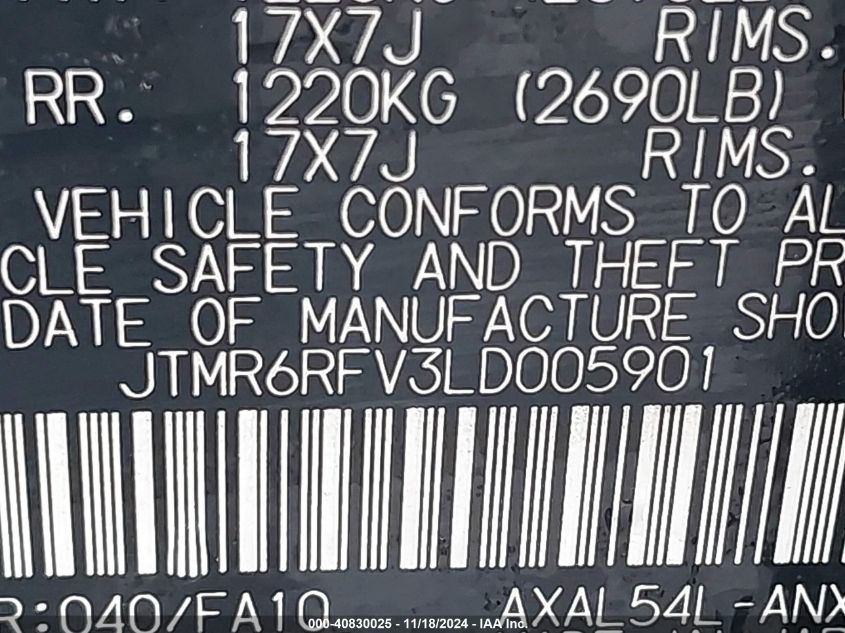 17X7J RIMS.
RR. 1220KG (2690LB)
17X7J RIMS.
VEHICLE CONFORMS TO AL
CLE SAFETY AND THEFT PR
DATE OF MANUFACTURE SHO
JTMR6RFV3LD005901
R:040/FA10 AXAL54L-ANX
000-40830025 - 11/18/2024 - IAA Inc.